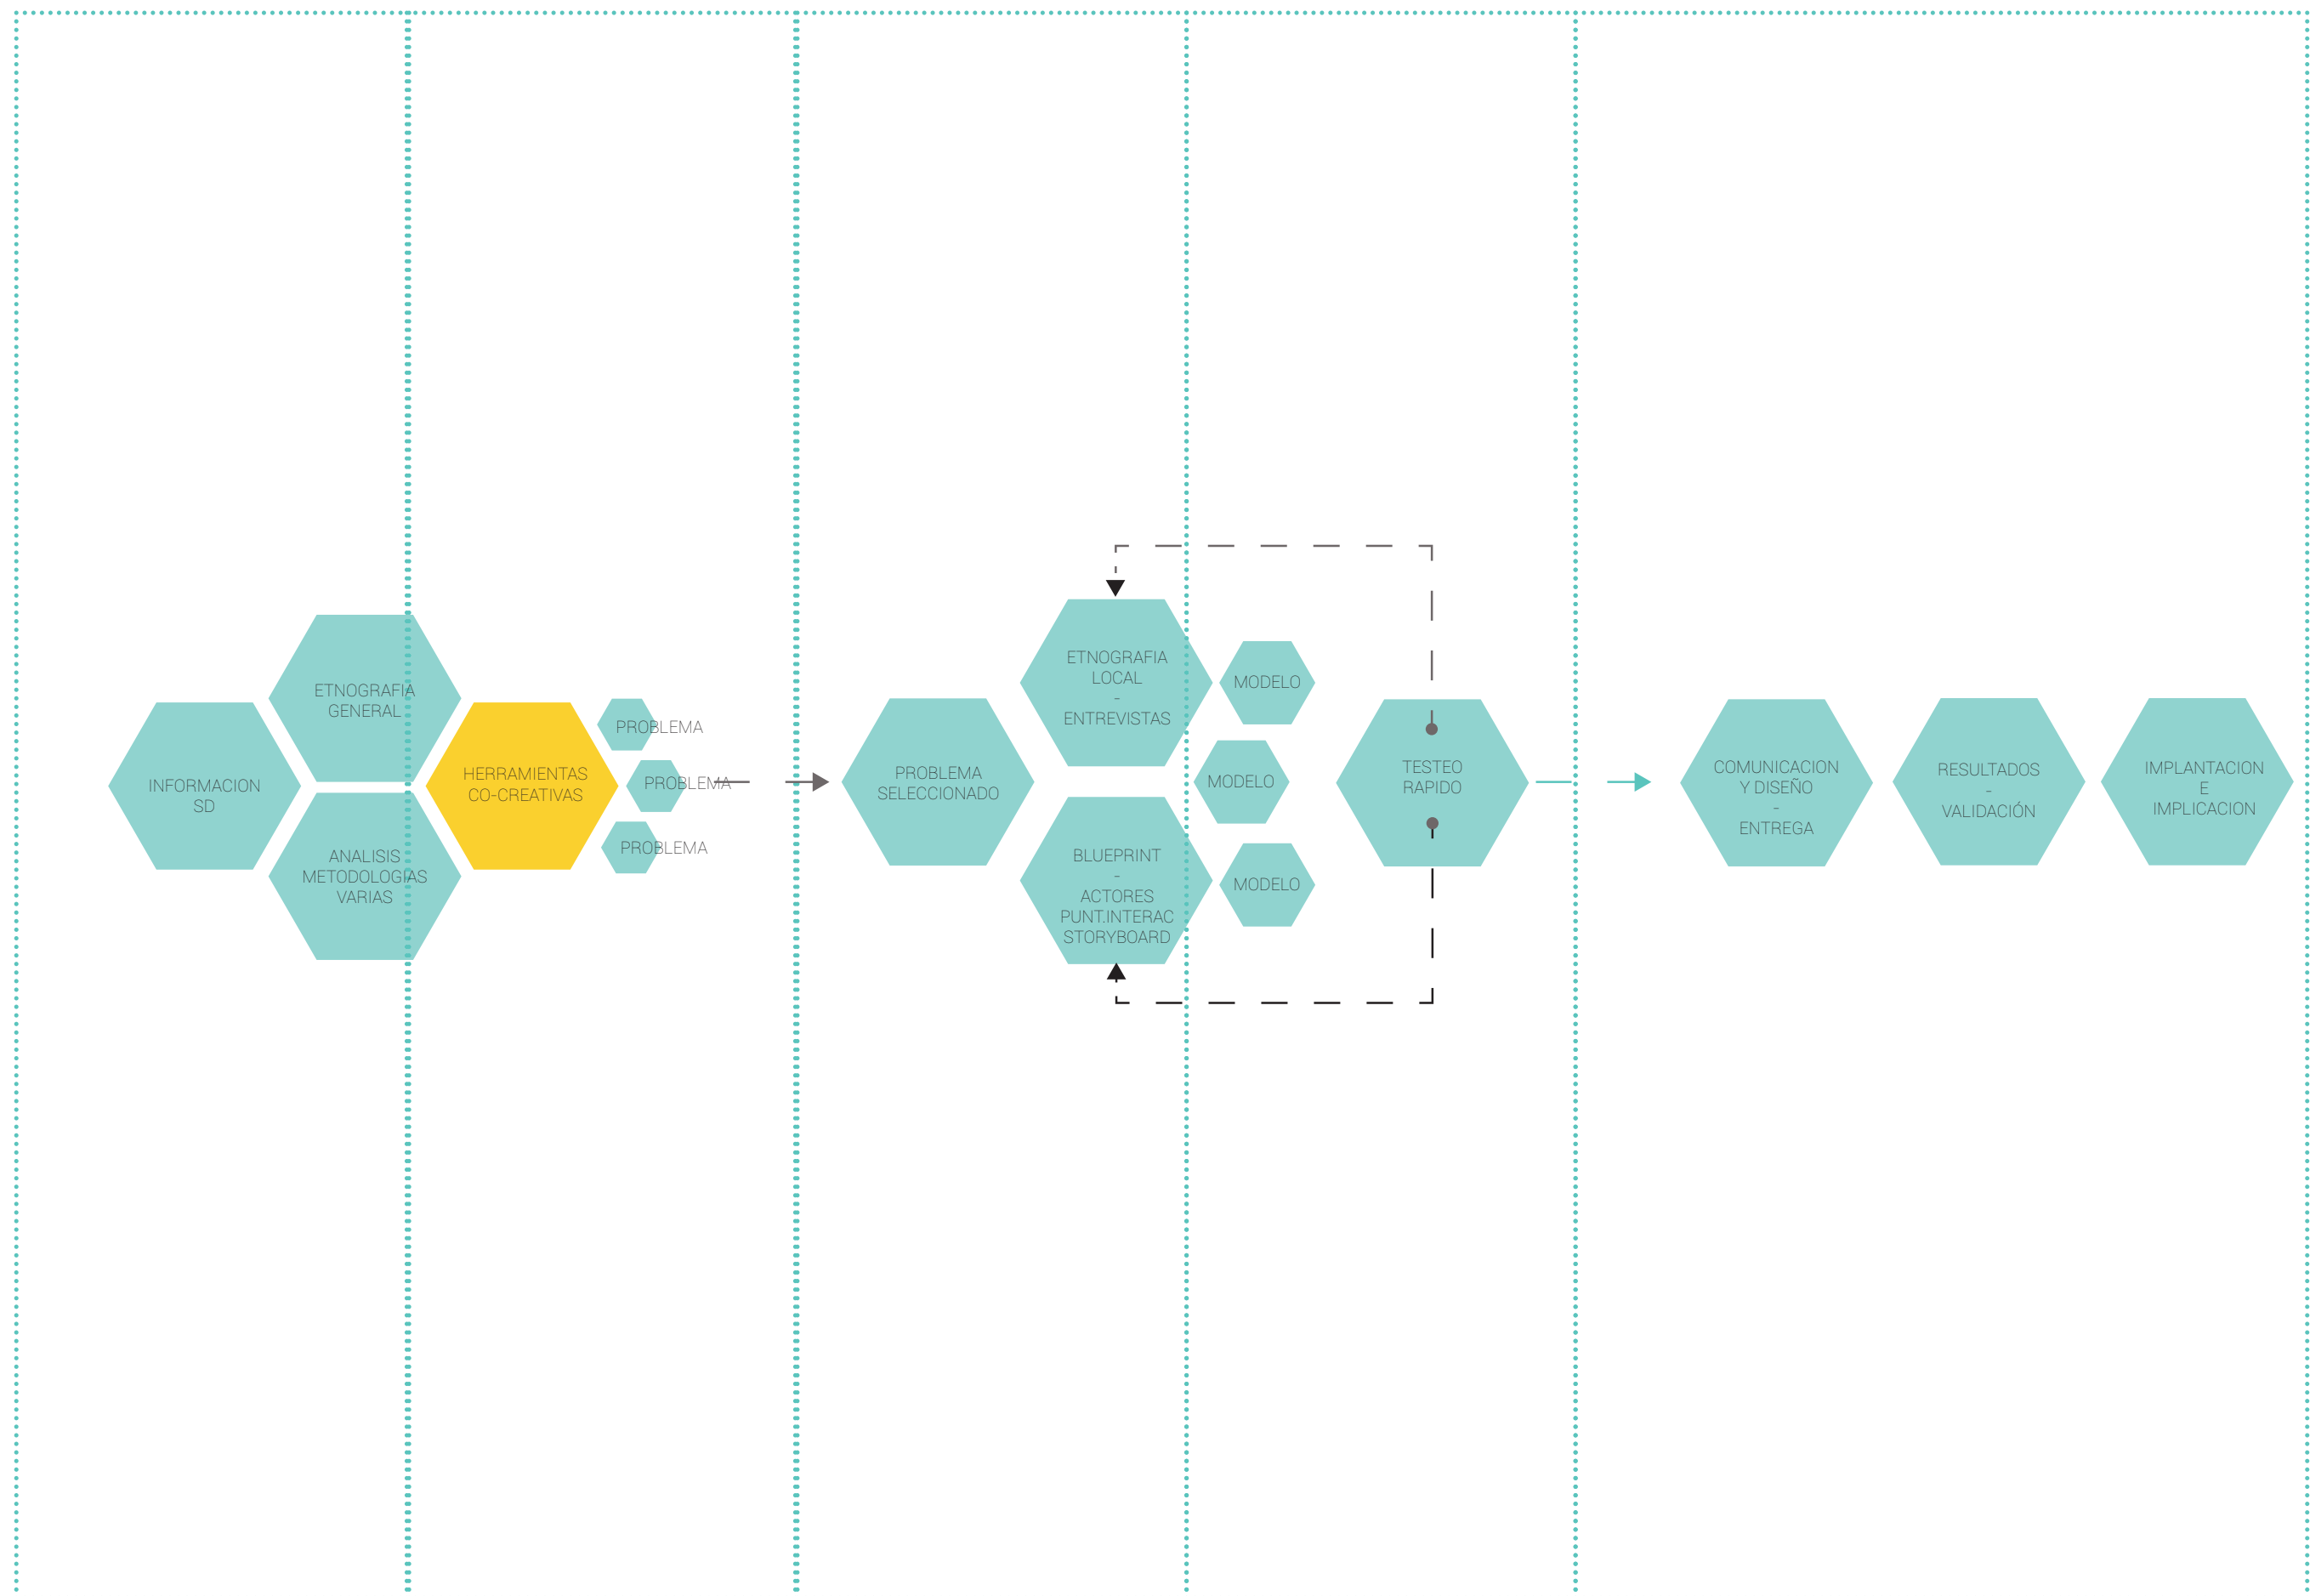 INFORMACION
SD
ETNOGRAFIA
GENERAL
ANALISIS
METODOLOGIAS
VARIAS
HERRAMIENTAS
CO-CREATIVAS
PROBLEMA
PROBLEMA
PROBLEMA
PROBLEMA
SELECCIONADO
ETNOGRAFIA
LOCAL
-
ENTREVISTAS
BLUEPRINT
-
ACTORES
PUNT.INTERAC
STORYBOARD
MODELO
MODELO
MODELO
TESTEO
RAPIDO
COMUNICACION
Y DISEÑO
-
ENTREGA
RESULTADOS
-
VALIDACIÓN
IMPLANTACION
E
IMPLICACION